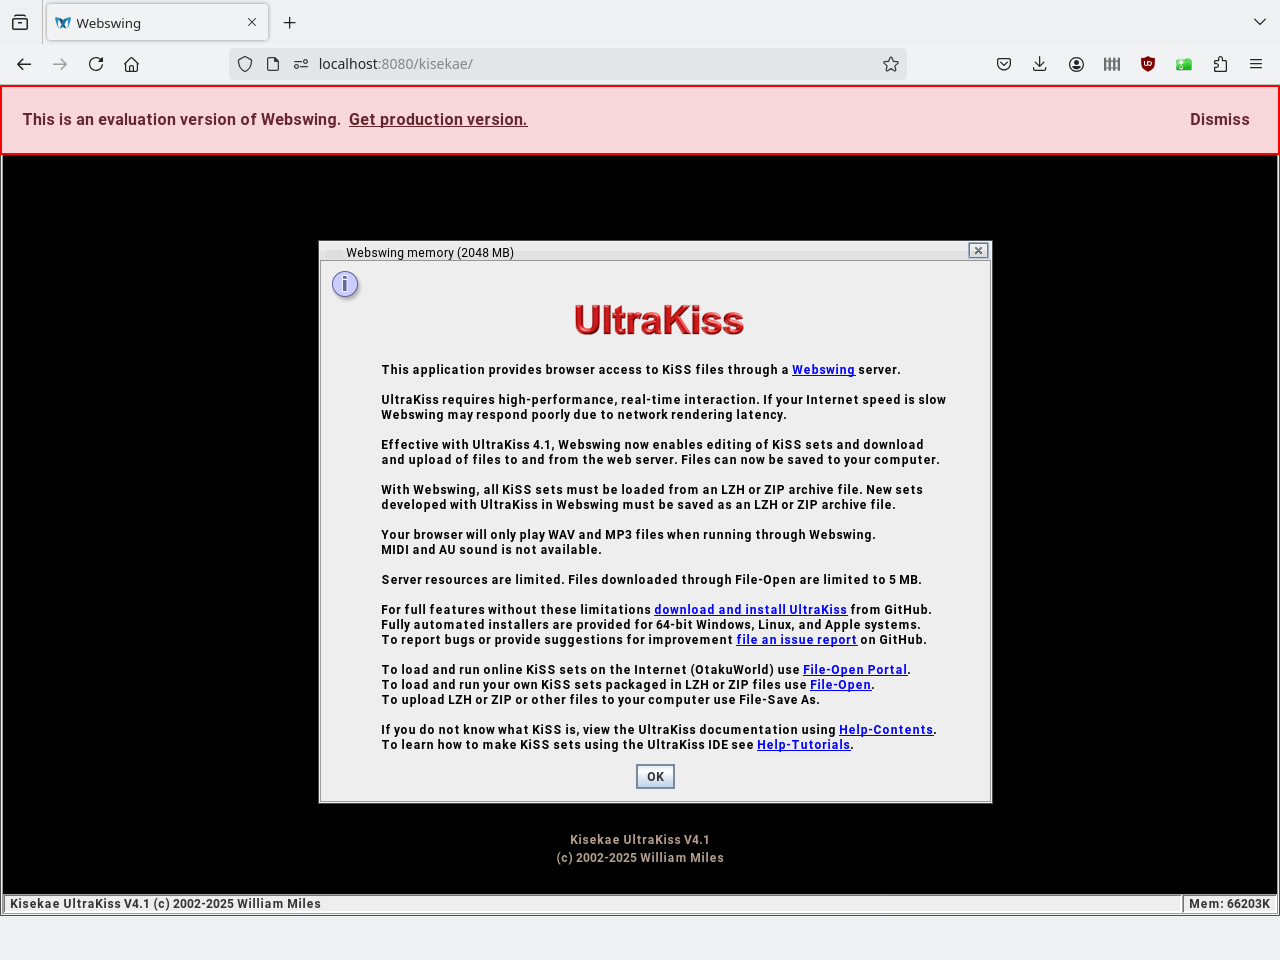 Webswing
localhost:8080/kisekae/
This is an evaluation version of Webswing. Get production version. Dismiss
Webswing memory (2048 MB)
UltraKiss
This application provides browser access to KiSS files through a Webswing server.
UltraKiss requires high-performance, real-time interaction. If your Internet speed is slow
Webswing may respond poorly due to network rendering latency.
Effective with UltraKiss 4.1, Webswing now enables editing of KiSS sets and download
and upload of files to and from the web server. Files can now be saved to your computer.
With Webswing, all KiSS sets must be loaded from an LZH or ZIP archive file. New sets
developed with UltraKiss in Webswing must be saved as an LZH or ZIP archive file.
Your browser will only play WAV and MP3 files when running through Webswing.
MIDI and AU sound is not available.
Server resources are limited. Files downloaded through File-Open are limited to 5 MB.
For full features without these limitations download and install UltraKiss from GitHub.
Fully automated installers are provided for 64-bit Windows, Linux, and Apple systems.
To report bugs or provide suggestions for improvement file an issue report on GitHub.
To load and run online KiSS sets on the Internet (OtakuWorld) use File-Open Portal.
To load and run your own KiSS sets packaged in LZH or ZIP files use File-Open.
To upload LZH or ZIP or other files to your computer use File-Save As.
If you do not know what KiSS is, view the UltraKiss documentation using Help-Contents.
To learn how to make KiSS sets using the UltraKiss IDE see Help-Tutorials.
OK
Kisekae UltraKiss V4.1
(c) 2002-2025 William Miles
Kisekae UltraKiss V4.1 (c) 2002-2025 William Miles
Mem: 66203K